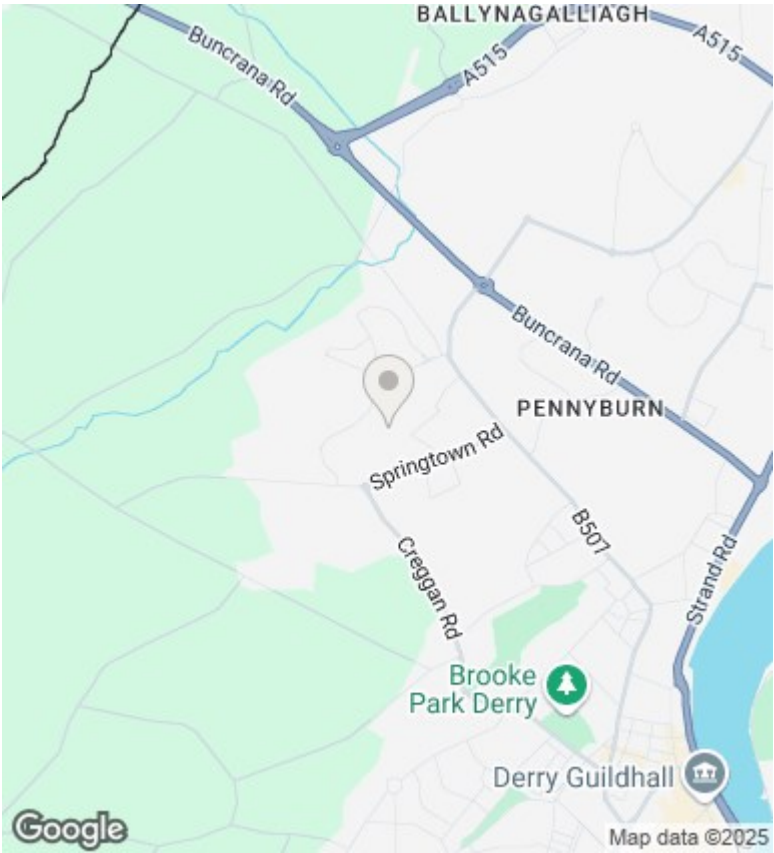 BALLYNAGALLIAGH
Buncrana Rd
A515
A515
Buncrana Rd
PENNYBURN
Springtown Rd
B507
Creggan Rd
Strand Rd
Brooke
Park Derry
Derry Guildhall
Google
Map data ©2025